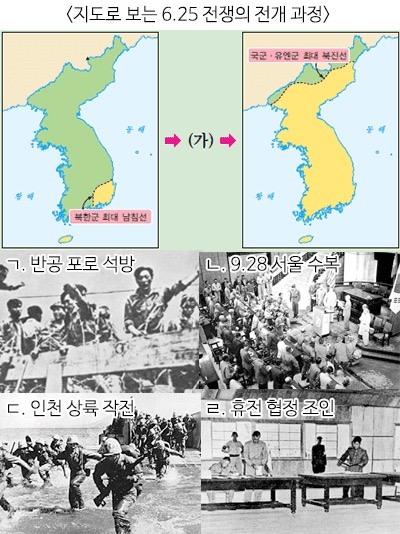 <지도로 보는 6.25 전쟁의 전개 과정>
동해
황해
북한군 최대 남침선
(가)
국군·유엔군 최대 북진선
동해
황해
ㄱ. 반공 포로 석방
ㄴ. 9.28 서울 수복
ㄷ. 인천 상륙 작전
ㄹ. 휴전 협정 조인